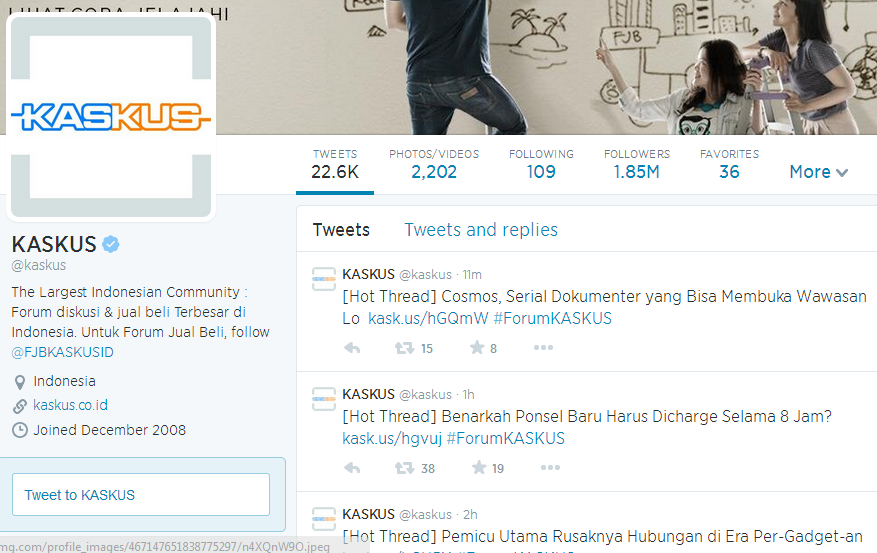 LIHAT COBA JELAJAHI
FJB
KASKUS
TWEETS PHOTOS/VIDEOS FOLLOWING FOLLOWERS FAVORITES
22.6K 2,202 109 1.85M 36 More
KASKUS
@kaskus
The Largest Indonesian Community :
Forum diskusi & jual beli Terbesar di
Indonesia. Untuk Forum Jual Beli, follow
@FJBKASKUSID
Indonesia
kaskus.co.id
Joined December 2008
Tweet to KASKUS
Tweets Tweets and replies
KASKUS @kaskus · 11m
[Hot Thread] Cosmos, Serial Dokumenter yang Bisa Membuka Wawasan
Lo kask.us/hGQmW #ForumKASKUS
15 8
KASKUS @kaskus · 1h
[Hot Thread] Benarkah Ponsel Baru Harus Dicharge Selama 8 Jam?
kask.us/hgvuj #ForumKASKUS
38 19
KASKUS @kaskus · 2h
[Hot Thread] Pemicu Utama Rusaknya Hubungan di Era Per-Gadget-an
mg.com/profile_images/467147651838775297/n4XQnW9O.jpeg